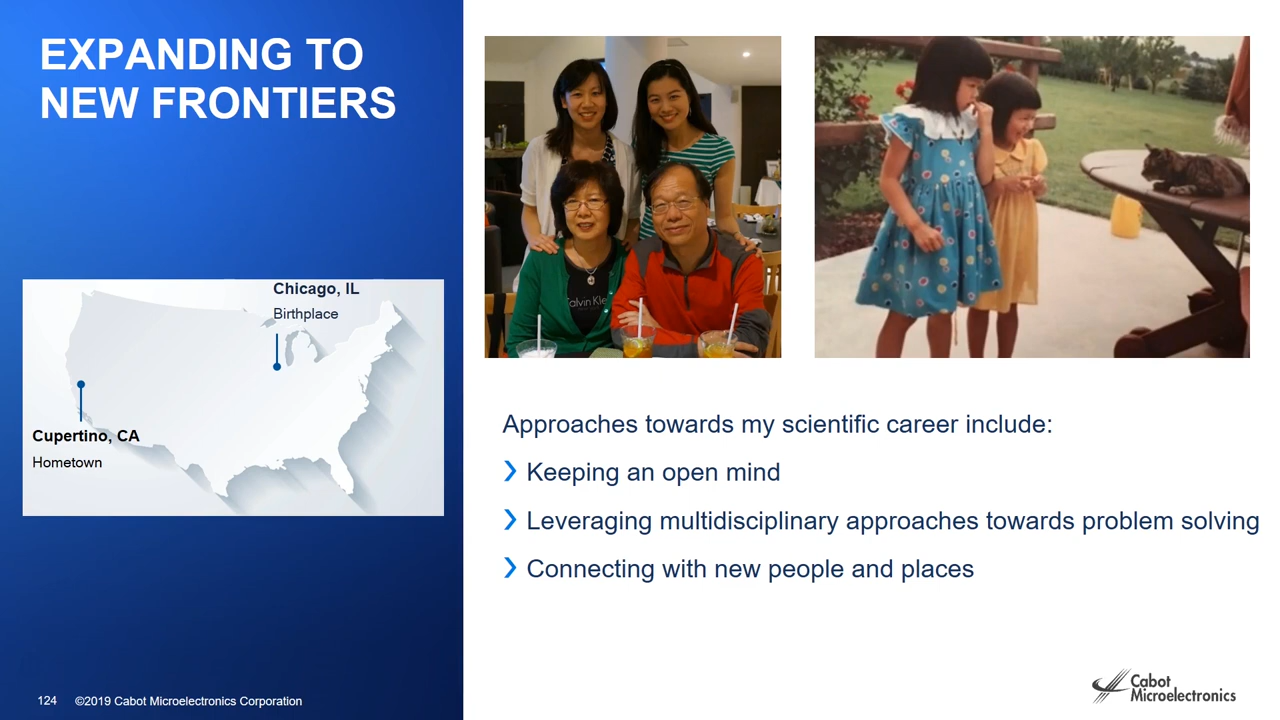 EXPANDING TO
NEW FRONTIERS
Chicago, IL
Birthplace
Cupertino, CA
Hometown
Calvin Kle
Approaches towards my scientific career include:
Keeping an open mind
Leveraging multidisciplinary approaches towards problem solving
Connecting with new people and places
124 ©2019 Cabot Microelectronics Corporation
Cabot
Microelectronics